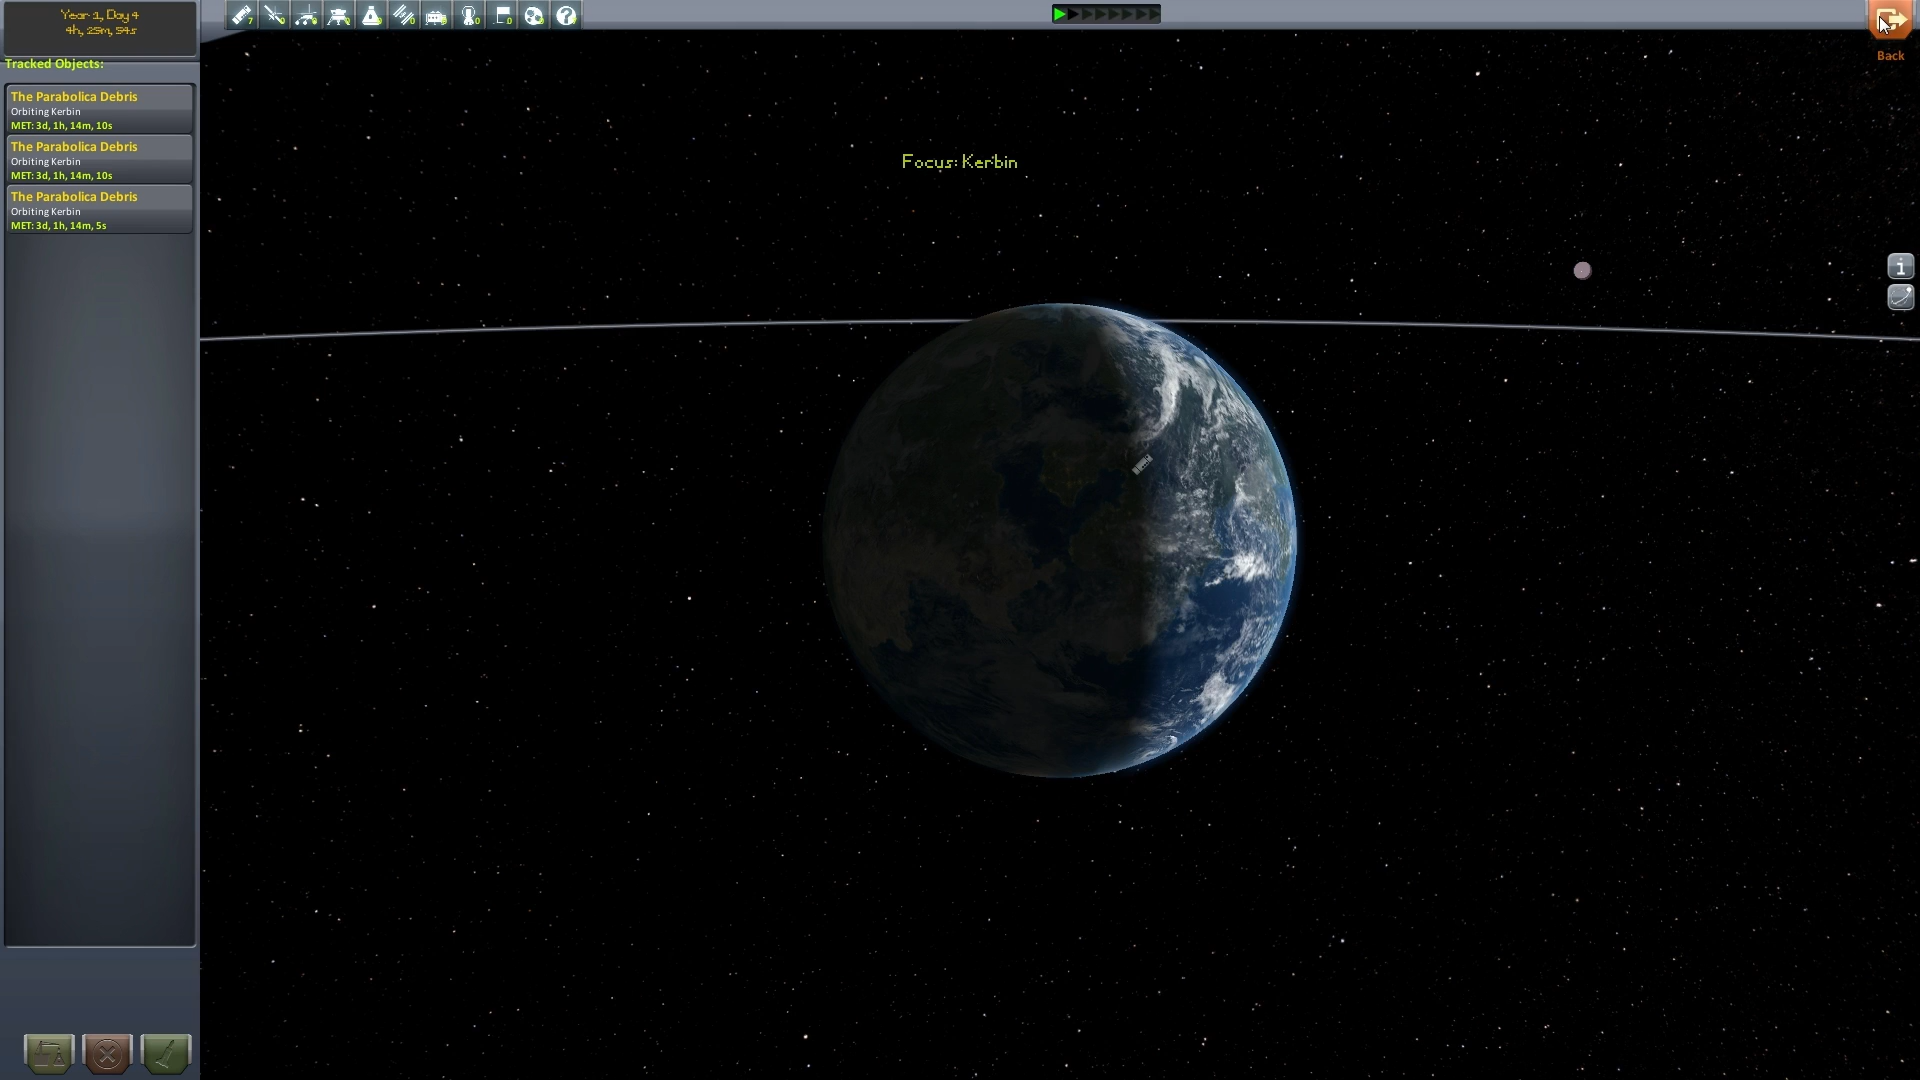 Year 1, Day 4
4h, 25m, 54s
Tracked Objects:
The Parabolica Debris
Orbiting Kerbin
MET: 3d, 1h, 14m, 10s
The Parabolica Debris
Orbiting Kerbin
MET: 3d, 1h, 14m, 10s
The Parabolica Debris
Orbiting Kerbin
MET: 3d, 1h, 14m, 5s
Focus: Kerbin
Back